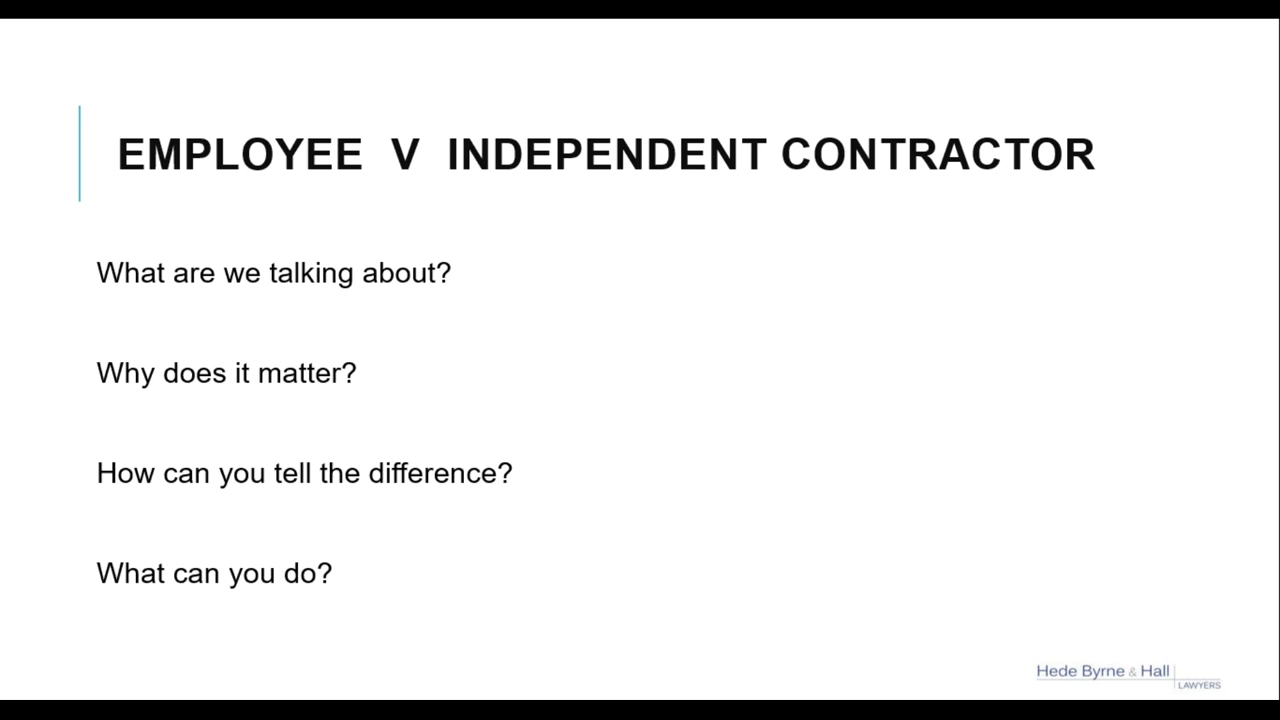 EMPLOYEE V INDEPENDENT CONTRACTOR
What are we talking about?
Why does it matter?
How can you tell the difference?
What can you do?
Hede Byrne & Hall
LAWYERS